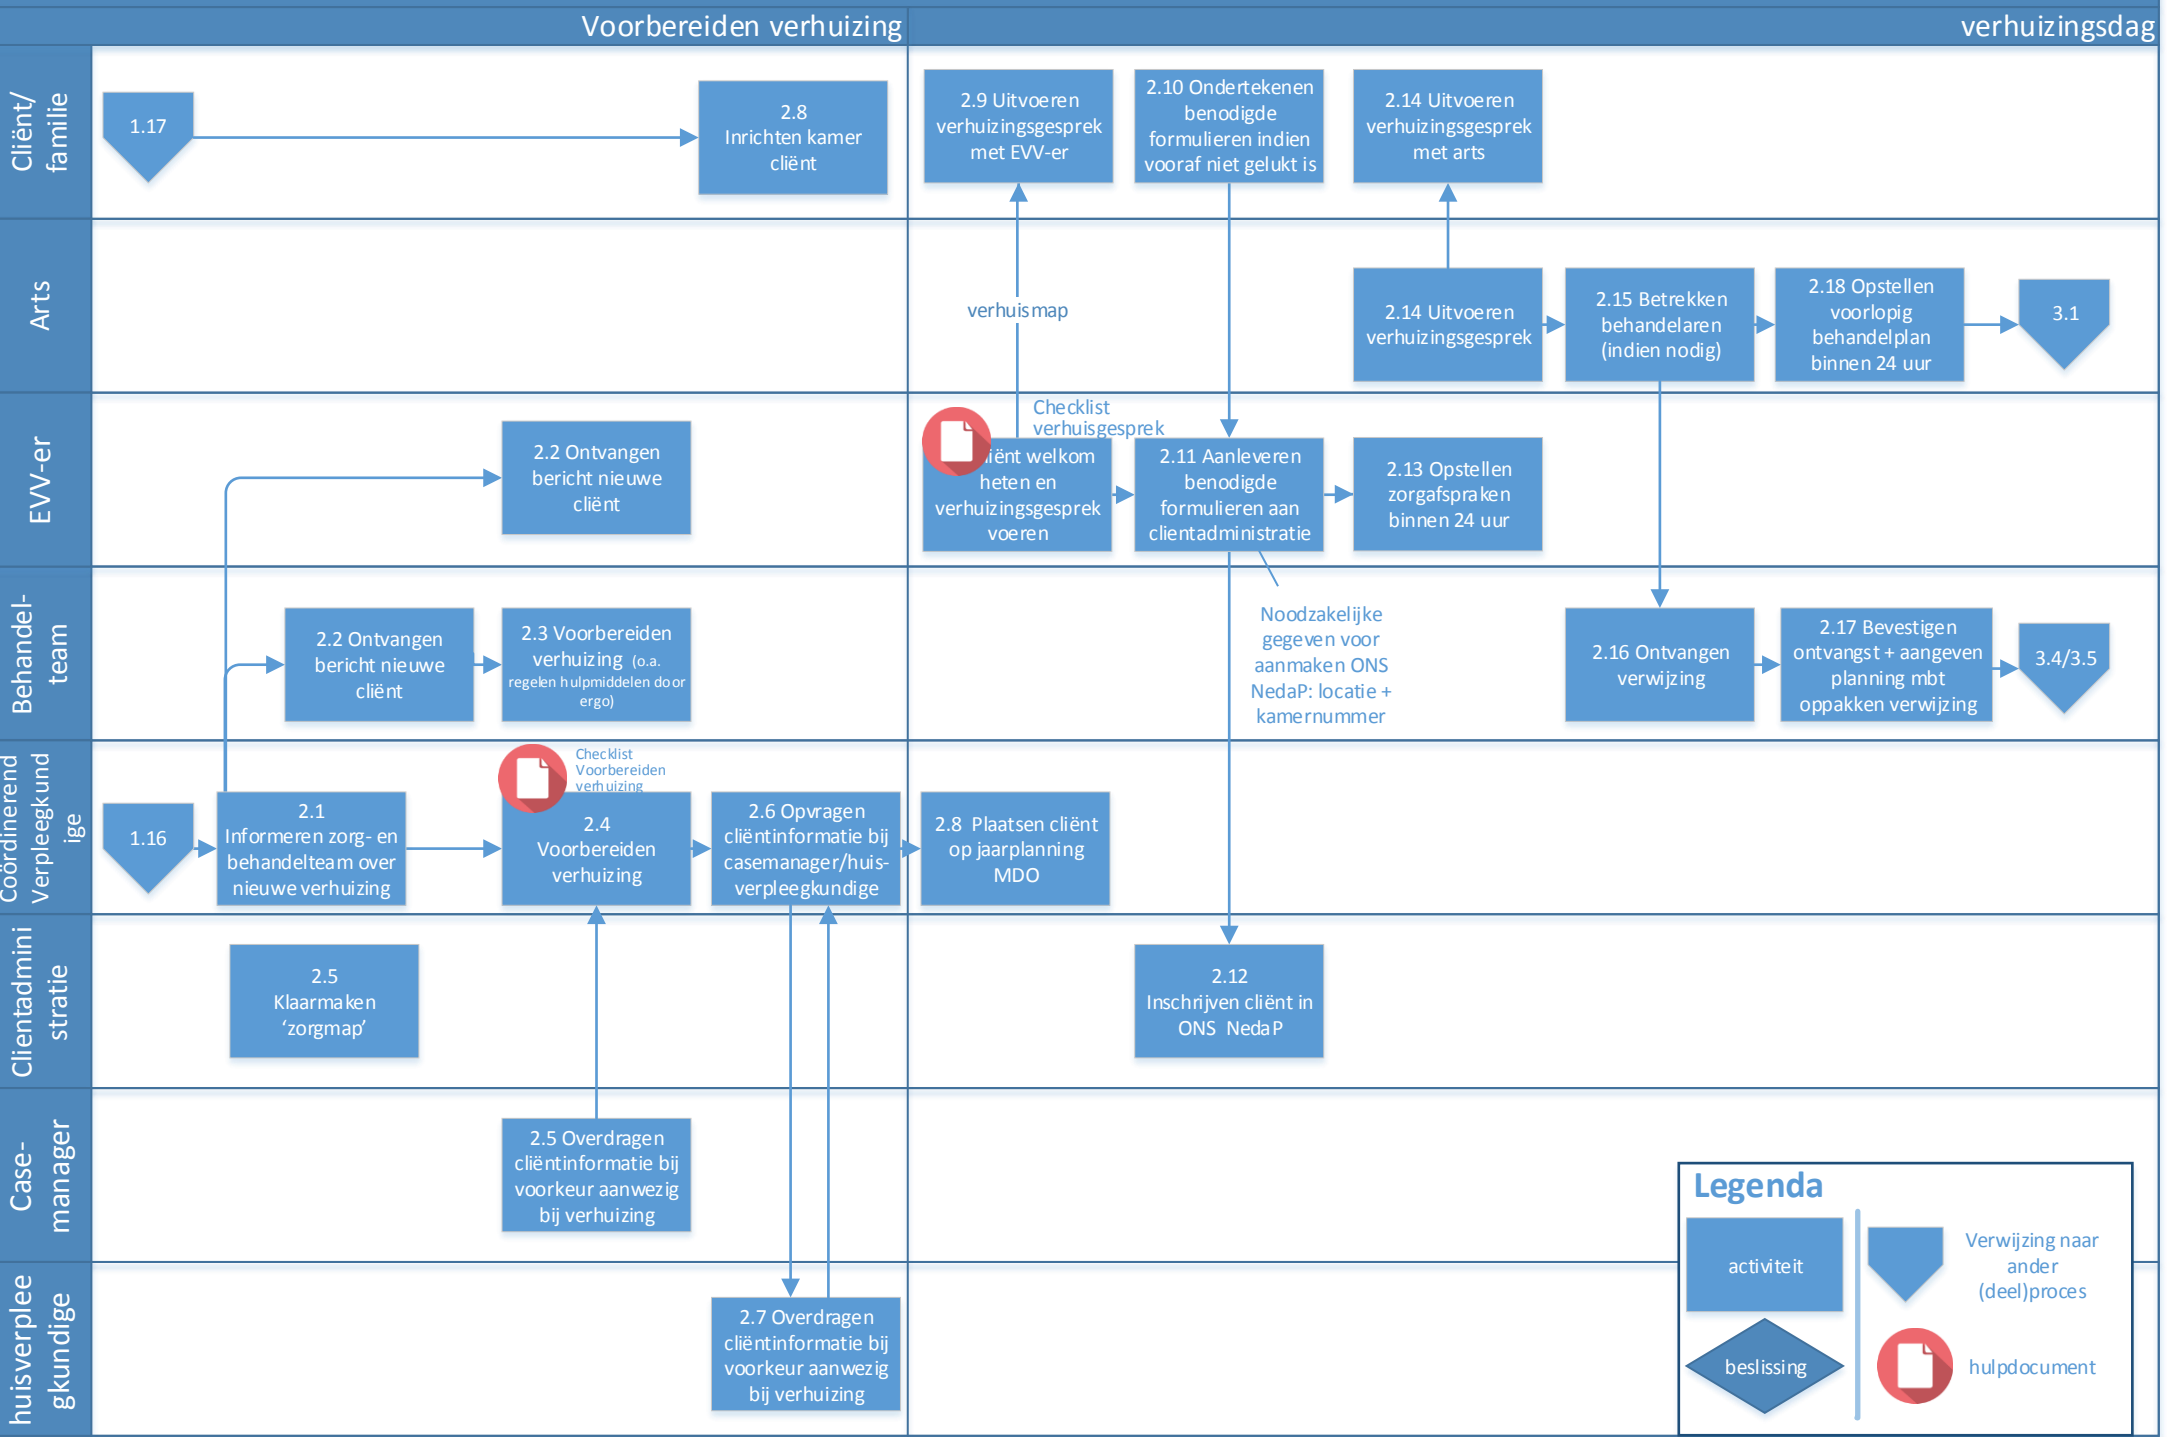 Voorbereiden verhuizing
verhuizingsdag
Cliënt/
familie
1.17
2.8
Inrichten kamer
cliënt
2.9 Uitvoeren
verhuizingsgesprek
met EVV-er
2.10 Ondertekenen
benodigde
formulieren indien
vooraf niet gelukt is
2.14 Uitvoeren
verhuizingsgesprek
met arts
Arts
verhuismap
2.14 Uitvoeren
verhuizingsgesprek
2.15 Betrekken
behandelaren
(indien nodig)
2.18 Opstellen
voorlopig
behandelplan
binnen 24 uur
3.1
EVV-er
2.2 Ontvangen
bericht nieuwe
cliënt
Checklist
verhuisgesprek
iënt welkom
heten en
verhuizingsgesprek
voeren
2.11 Aanleveren
benodigde
formulieren aan
clientadministratie
2.13 Opstellen
zorgafspraken
binnen 24 uur
Behandel-
team
2.2 Ontvangen
bericht nieuwe
cliënt
2.3 Voorbereiden
verhuizing (o.a.
regelen hulpmiddelen door
ergo)
Noodzakelijke
gegeven voor
aanmaken ONS
NedaP: locatie +
kamernummer
2.16 Ontvangen
verwijzing
2.17 Bevestigen
ontvangst + aangeven
planning mbt
oppakken verwijzing
3.4/3.5
Coördinerend
Verpleegkund
ige
1.16
2.1
Informeren zorg- en
behandelteam over
nieuwe verhuizing
Checklist
Voorbereiden
verhuizing
2.4
Voorbereiden
verhuizing
2.6 Opvragen
cliëntinformatie bij
casemanager/huis-
verpleegkundige
2.8 Plaatsen cliënt
op jaarplanning
MDO
Clientadmini
stratie
2.5
Klaarmaken
‘zorgmap’
2.12
Inschrijven cliënt in
ONS NedaP
Case-
manager
2.5 Overdragen
cliëntinformatie bij
voorkeur aanwezig
bij verhuizing
huisverplee
gkundige
2.7 Overdragen
cliëntinformatie bij
voorkeur aanwezig
bij verhuizing
Legenda
activiteit
Verwijzing naar
ander
(deel)proces
beslissing
hulpdocument